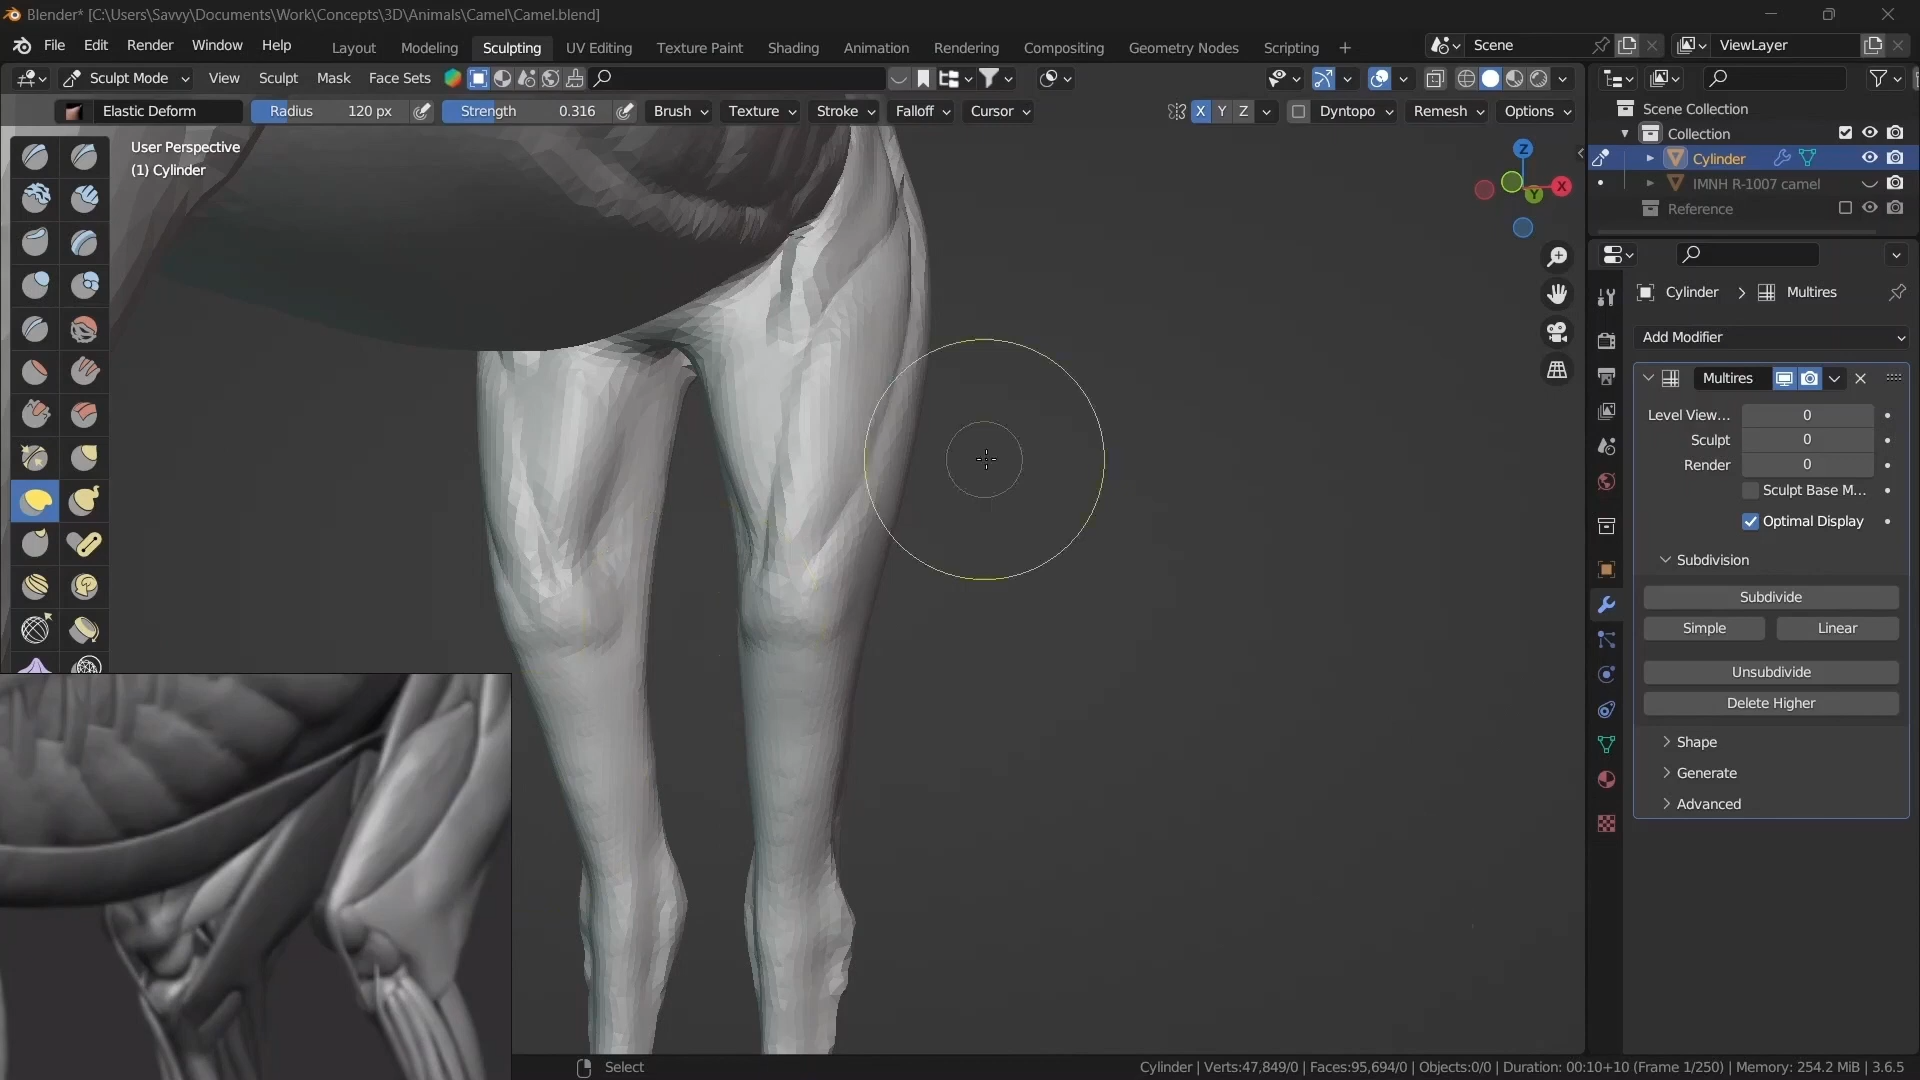 Blender* [C:\Users\Savvy\Documents\Work\Concepts\3D\Animals\Camel\Camel.blend]
File Edit Render Window Help Layout Modeling Sculpting UV Editing Texture Paint Shading Animation Rendering Compositing Geometry Nodes Scripting + Scene ViewLayer
Sculpt Mode View Sculpt Mask Face Sets
Elastic Deform Radius 120 px Strength 0.316 Brush Texture Stroke Falloff Cursor X Y Z Dyntopo Remesh Options
User Perspective
(1) Cylinder
Z
X
Y
Scene Collection
Collection
Cylinder
IMNH R-1007 camel
Reference
Cylinder > Multires
Add Modifier
Multires
Level View... 0
Sculpt 0
Render 0
Sculpt Base M...
Optimal Display
Subdivision
Subdivide
Simple Linear
Unsubdivide
Delete Higher
Shape
Generate
Advanced
Select
Cylinder | Verts:47,849/0 | Faces:95,694/0 | Objects:0/0 | Duration: 00:10+10 (Frame 1/250) | Memory: 254.2 MiB | 3.6.5